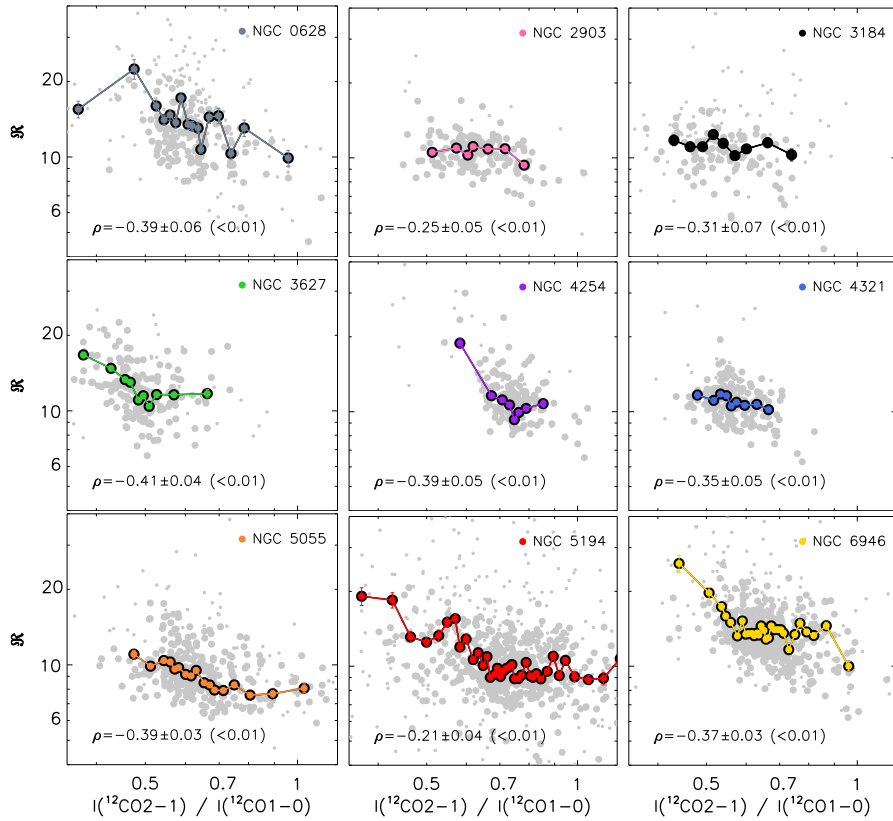 NGC 0628
NGC 2903
NGC 3184
20
10
6
ℜ
ρ=−0.39±0.06 (<0.01)
ρ=−0.25±0.05 (<0.01)
ρ=−0.31±0.07 (<0.01)
NGC 3627
NGC 4254
NGC 4321
20
10
6
ℜ
ρ=−0.41±0.04 (<0.01)
ρ=−0.39±0.05 (<0.01)
ρ=−0.35±0.05 (<0.01)
NGC 5055
NGC 5194
NGC 6946
20
10
6
ℜ
ρ=−0.39±0.03 (<0.01)
ρ=−0.21±0.04 (<0.01)
ρ=−0.37±0.03 (<0.01)
0.5 0.7 1
0.5 0.7 1
0.5 0.7 1
I(¹²CO2−1) / I(¹²CO1−0)
I(¹²CO2−1) / I(¹²CO1−0)
I(¹²CO2−1) / I(¹²CO1−0)